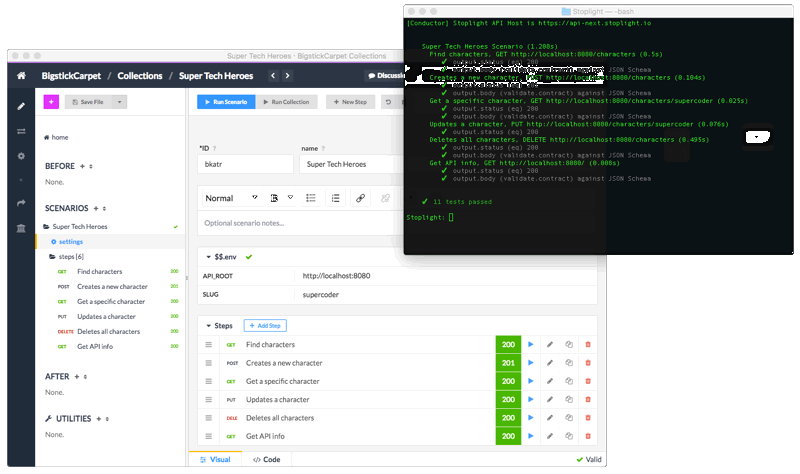 Stoplight — -bash
[Conductor] Stoplight API Host is https://api-next.stoplight.io
Super Tech Heroes Scenario (1.208s)
Find characters, GET http://localhost:8080/characters (0.5s)
✓ output.status (eq) 200
JSON Schema
Creates a new character, http://localhost:8080/characters (0.104s)
✓ output.body (validate.contract) against JSON Schema
Get a specific character, GET http://localhost:8080/characters/supercoder (0.025s)
✓ output.status (eq) 200
✓ output.body (validate.contract) against JSON Schema
Updates a character, PUT http://localhost:8080/characters/supercoder (0.076s)
✓ output.status (eq) 200
Deletes all characters, DELETE http://localhost:8080/characters (0.495s)
✓ output.status (eq) 200
✓ output.body (validate.contract) against JSON Schema
Get API info, GET http://localhost:8080/ (0.008s)
✓ output.status (eq) 200
✓ output.body (validate.contract) against JSON Schema
✓ 11 tests passed
Stoplight:
Super Tech Heroes - BigstickCarpet Collections
BigstickCarpet / Collections / Super Tech Heroes
Discussion
+ Save File
Run Scenario Run Collection + New Step
home
BEFORE +
None.
SCENARIOS +
Super Tech Heroes ✓
settings
steps [6]
GET Find characters 200
POST Creates a new character 201
GET Get a specific character 200
PUT Updates a character 200
DELETE Deletes all characters 200
GET Get API info 200
AFTER +
None.
UTILITIES +
None.
*ID ? name ?
bkatr Super Tech Heroes
Normal B
Optional scenario notes...
$$.env ✓
API_ROOT http://localhost:8080
SLUG supercoder
Steps + Add Step
GET Find characters 200
POST Creates a new character 201
GET Get a specific character 200
PUT Updates a character 200
DELE Deletes all characters 200
GET Get API info 200
Visual </> Code ✓ Valid